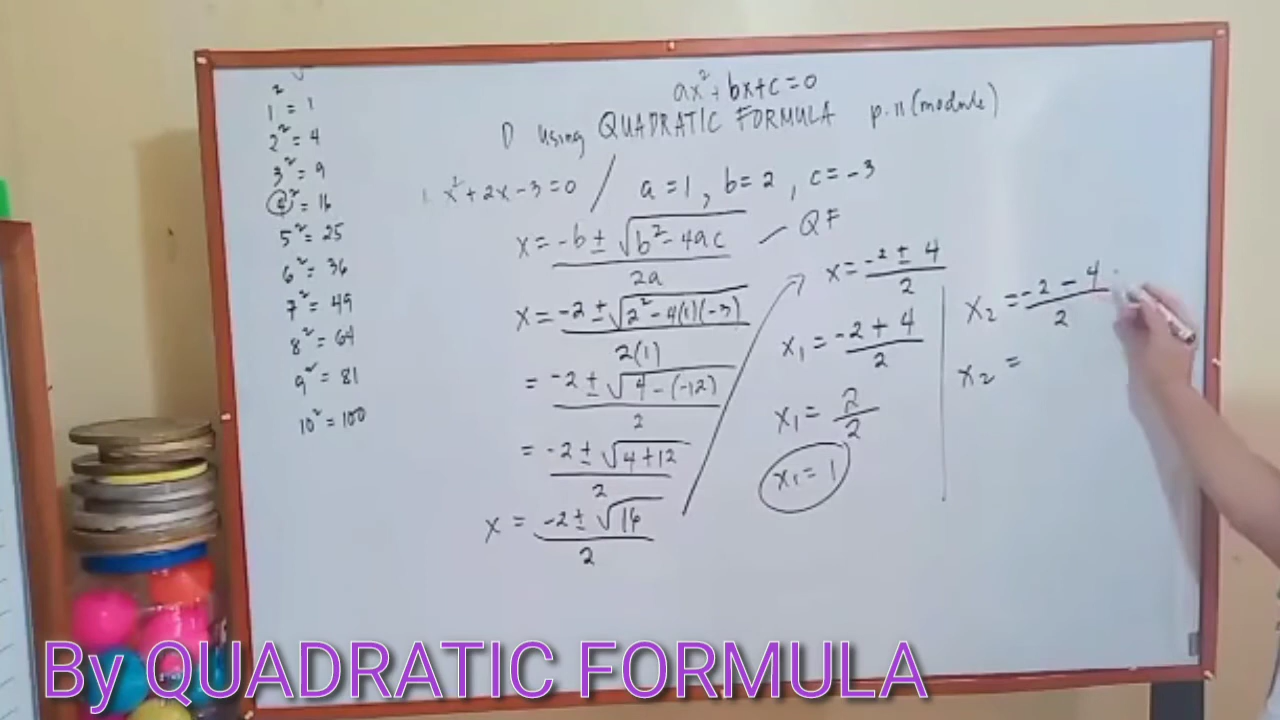 ax² + bx + c = 0
D using QUADRATIC FORMULA p.11 (module)
1² = 1
2² = 4
3² = 9
4² = 16
5² = 25
6² = 36
7² = 49
8² = 64
9² = 81
10² = 100
1. x² + 2x - 3 = 0 / a = 1, b = 2, c = -3
x = -b ± √b² - 4ac / 2a — QF
x = -2 ± √2² - 4(1)(-3) / 2(1)
= -2 ± √4 - (-12) / 2
= -2 ± √4 + 12 / 2
x = -2 ± √16 / 2
x = -2 ± 4 / 2
x₁ = -2 + 4 / 2
x₁ = 2 / 2
x₁ = 1
x₂ = -2 - 4 / 2
x₂ =
By QUADRATIC FORMULA